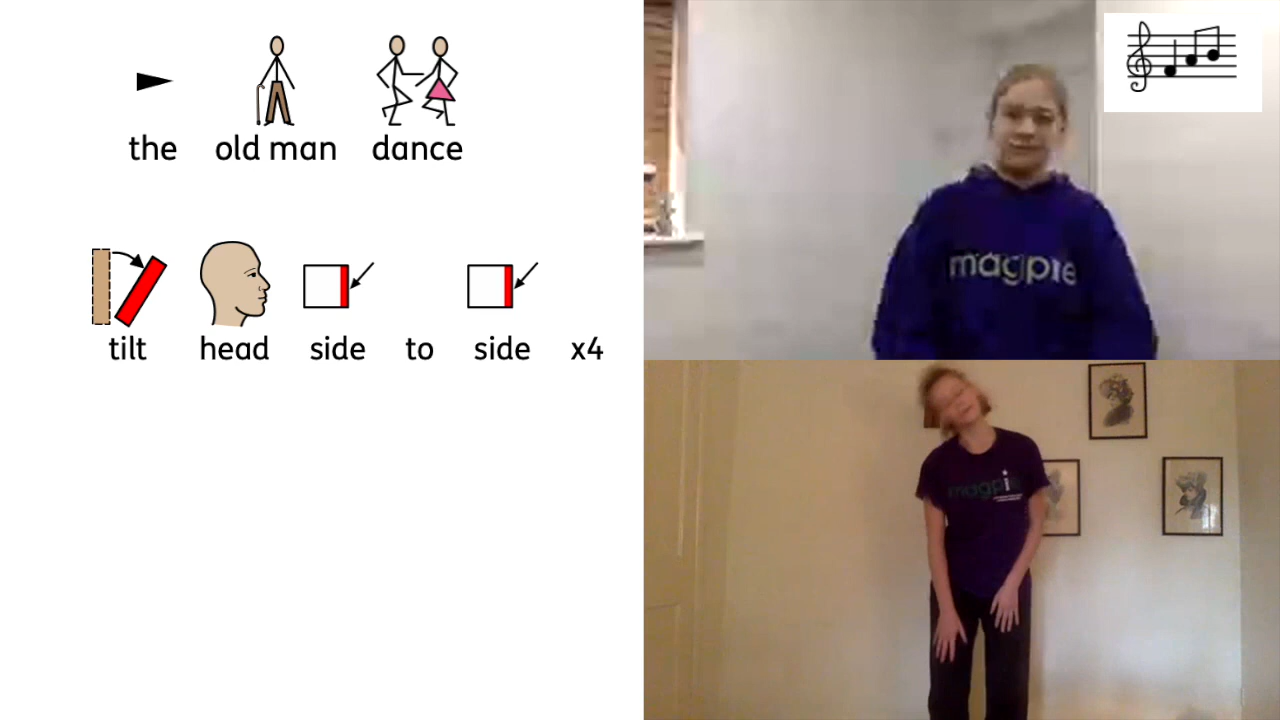 the old man dance
tilt head side to side x4
magpie
magpie